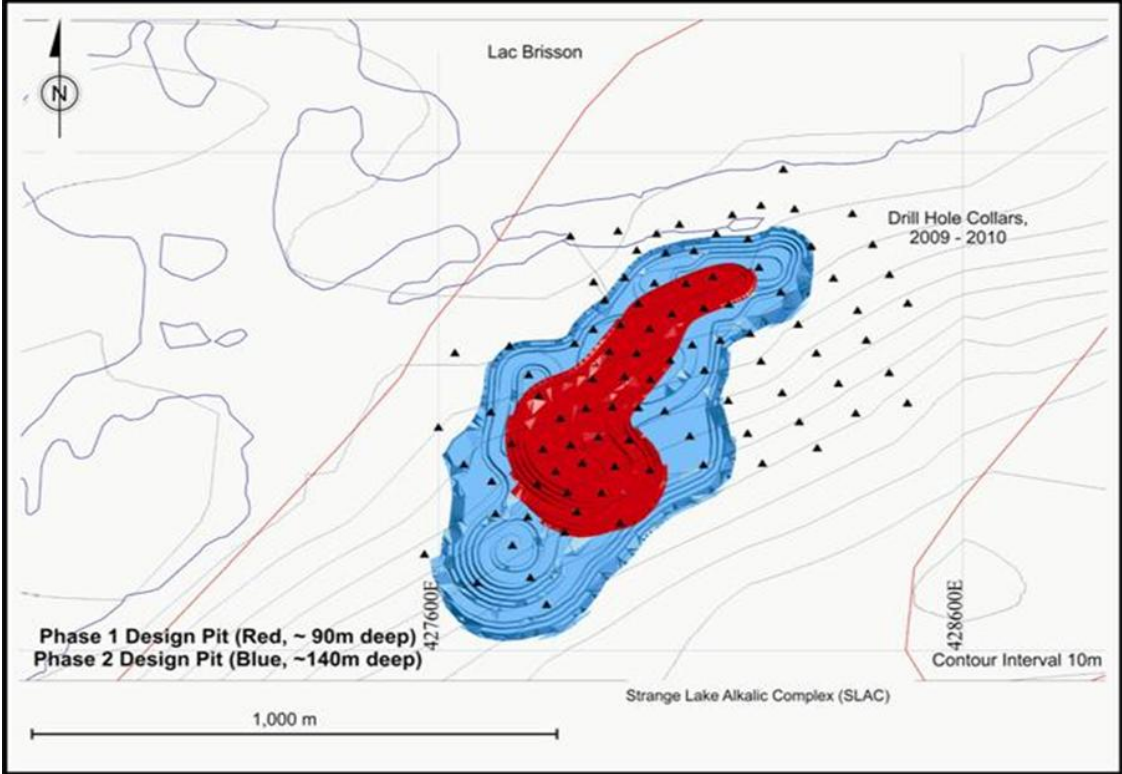 Lac Brisson
N
Drill Hole Collars,
2009 - 2010
427600E
428600E
Phase 1 Design Pit (Red, ~ 90m deep)
Phase 2 Design Pit (Blue, ~140m deep)
Contour Interval 10m
Strange Lake Alkalic Complex (SLAC)
1,000 m